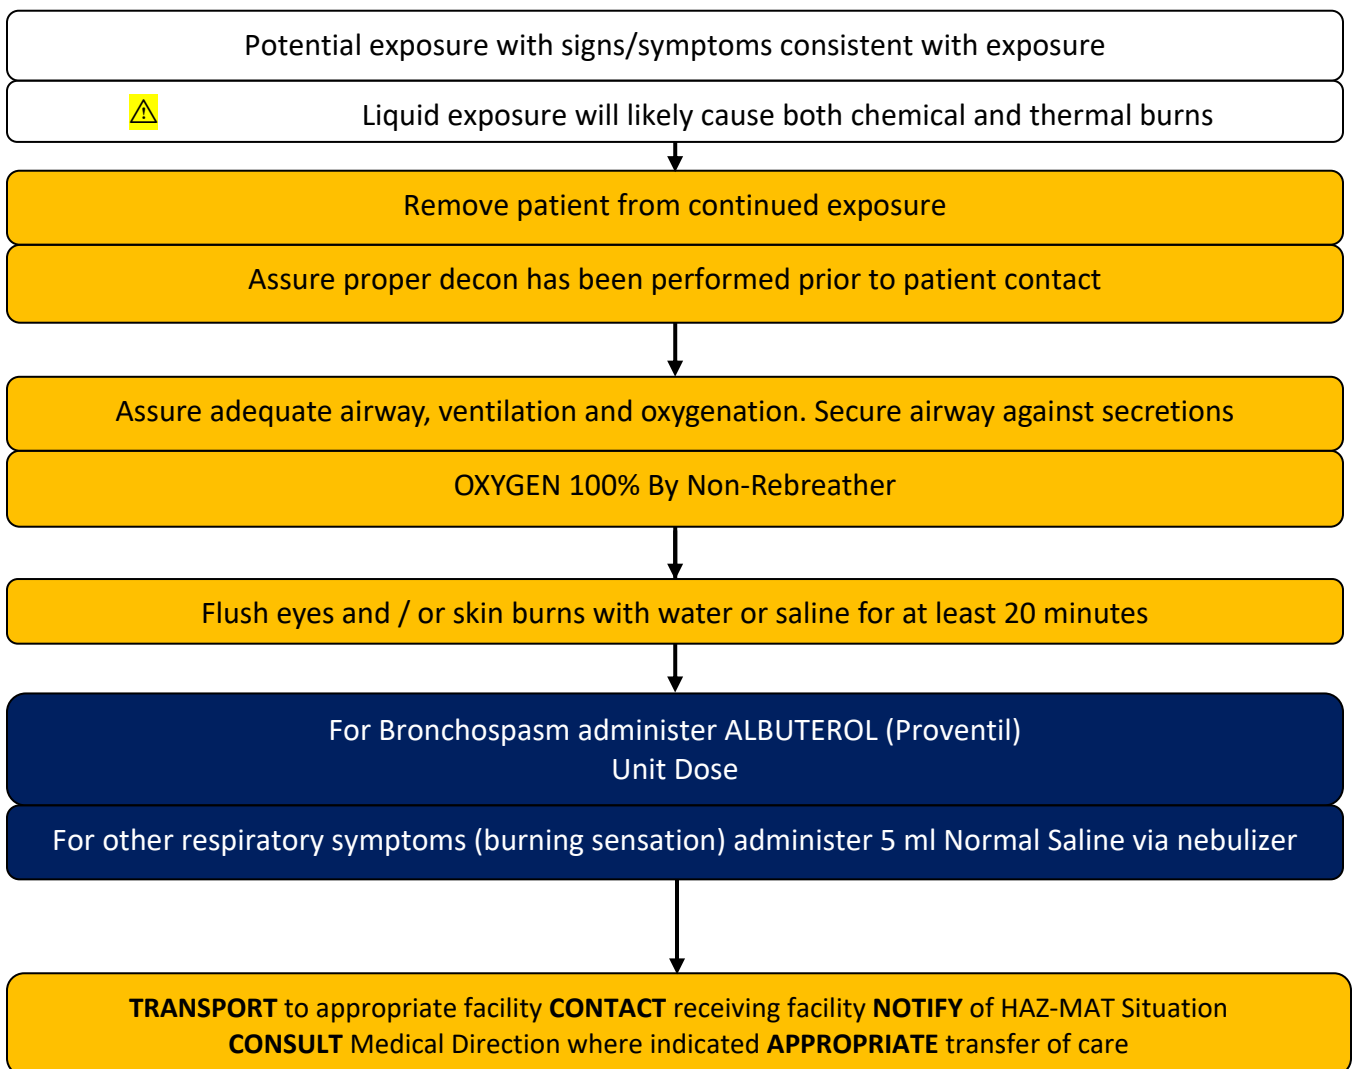 Potential exposure with signs/symptoms consistent with exposure
⚠ Liquid exposure will likely cause both chemical and thermal burns
Remove patient from continued exposure
Assure proper decon has been performed prior to patient contact
Assure adequate airway, ventilation and oxygenation. Secure airway against secretions
OXYGEN 100% By Non-Rebreather
Flush eyes and / or skin burns with water or saline for at least 20 minutes
For Bronchospasm administer ALBUTEROL (Proventil)
Unit Dose
For other respiratory symptoms (burning sensation) administer 5 ml Normal Saline via nebulizer
TRANSPORT to appropriate facility CONTACT receiving facility NOTIFY of HAZ-MAT Situation
CONSULT Medical Direction where indicated APPROPRIATE transfer of care